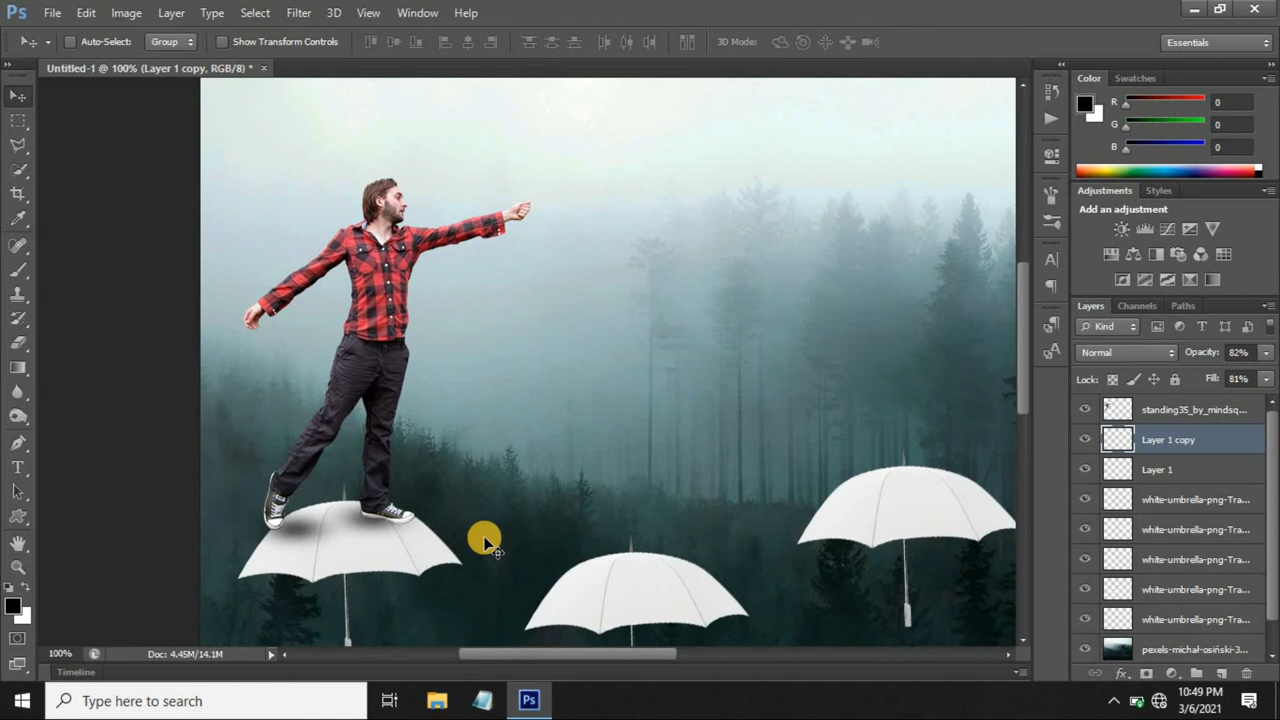 Ps File Edit Image Layer Type Select Filter 3D View Window Help
Auto-Select: Group Show Transform Controls 3D Mode: Essentials
Untitled-1 @ 100% (Layer 1 copy, RGB/8) * ×
Color Swatches
R 0
G 0
B 0
Adjustments Styles
Add an adjustment
Layers Channels Paths
Kind
Normal Opacity: 82%
Lock: Fill: 81%
standing35_by_mindsq...
Layer 1 copy
Layer 1
white-umbrella-png-Tra...
white-umbrella-png-Tra...
white-umbrella-png-Tra...
white-umbrella-png-Tra...
white-umbrella-png-Tra...
pexels-michał-osiński-3...
100% Doc: 4.45M/14.1M
Timeline
Type here to search
Ps
10:49 PM
3/6/2021